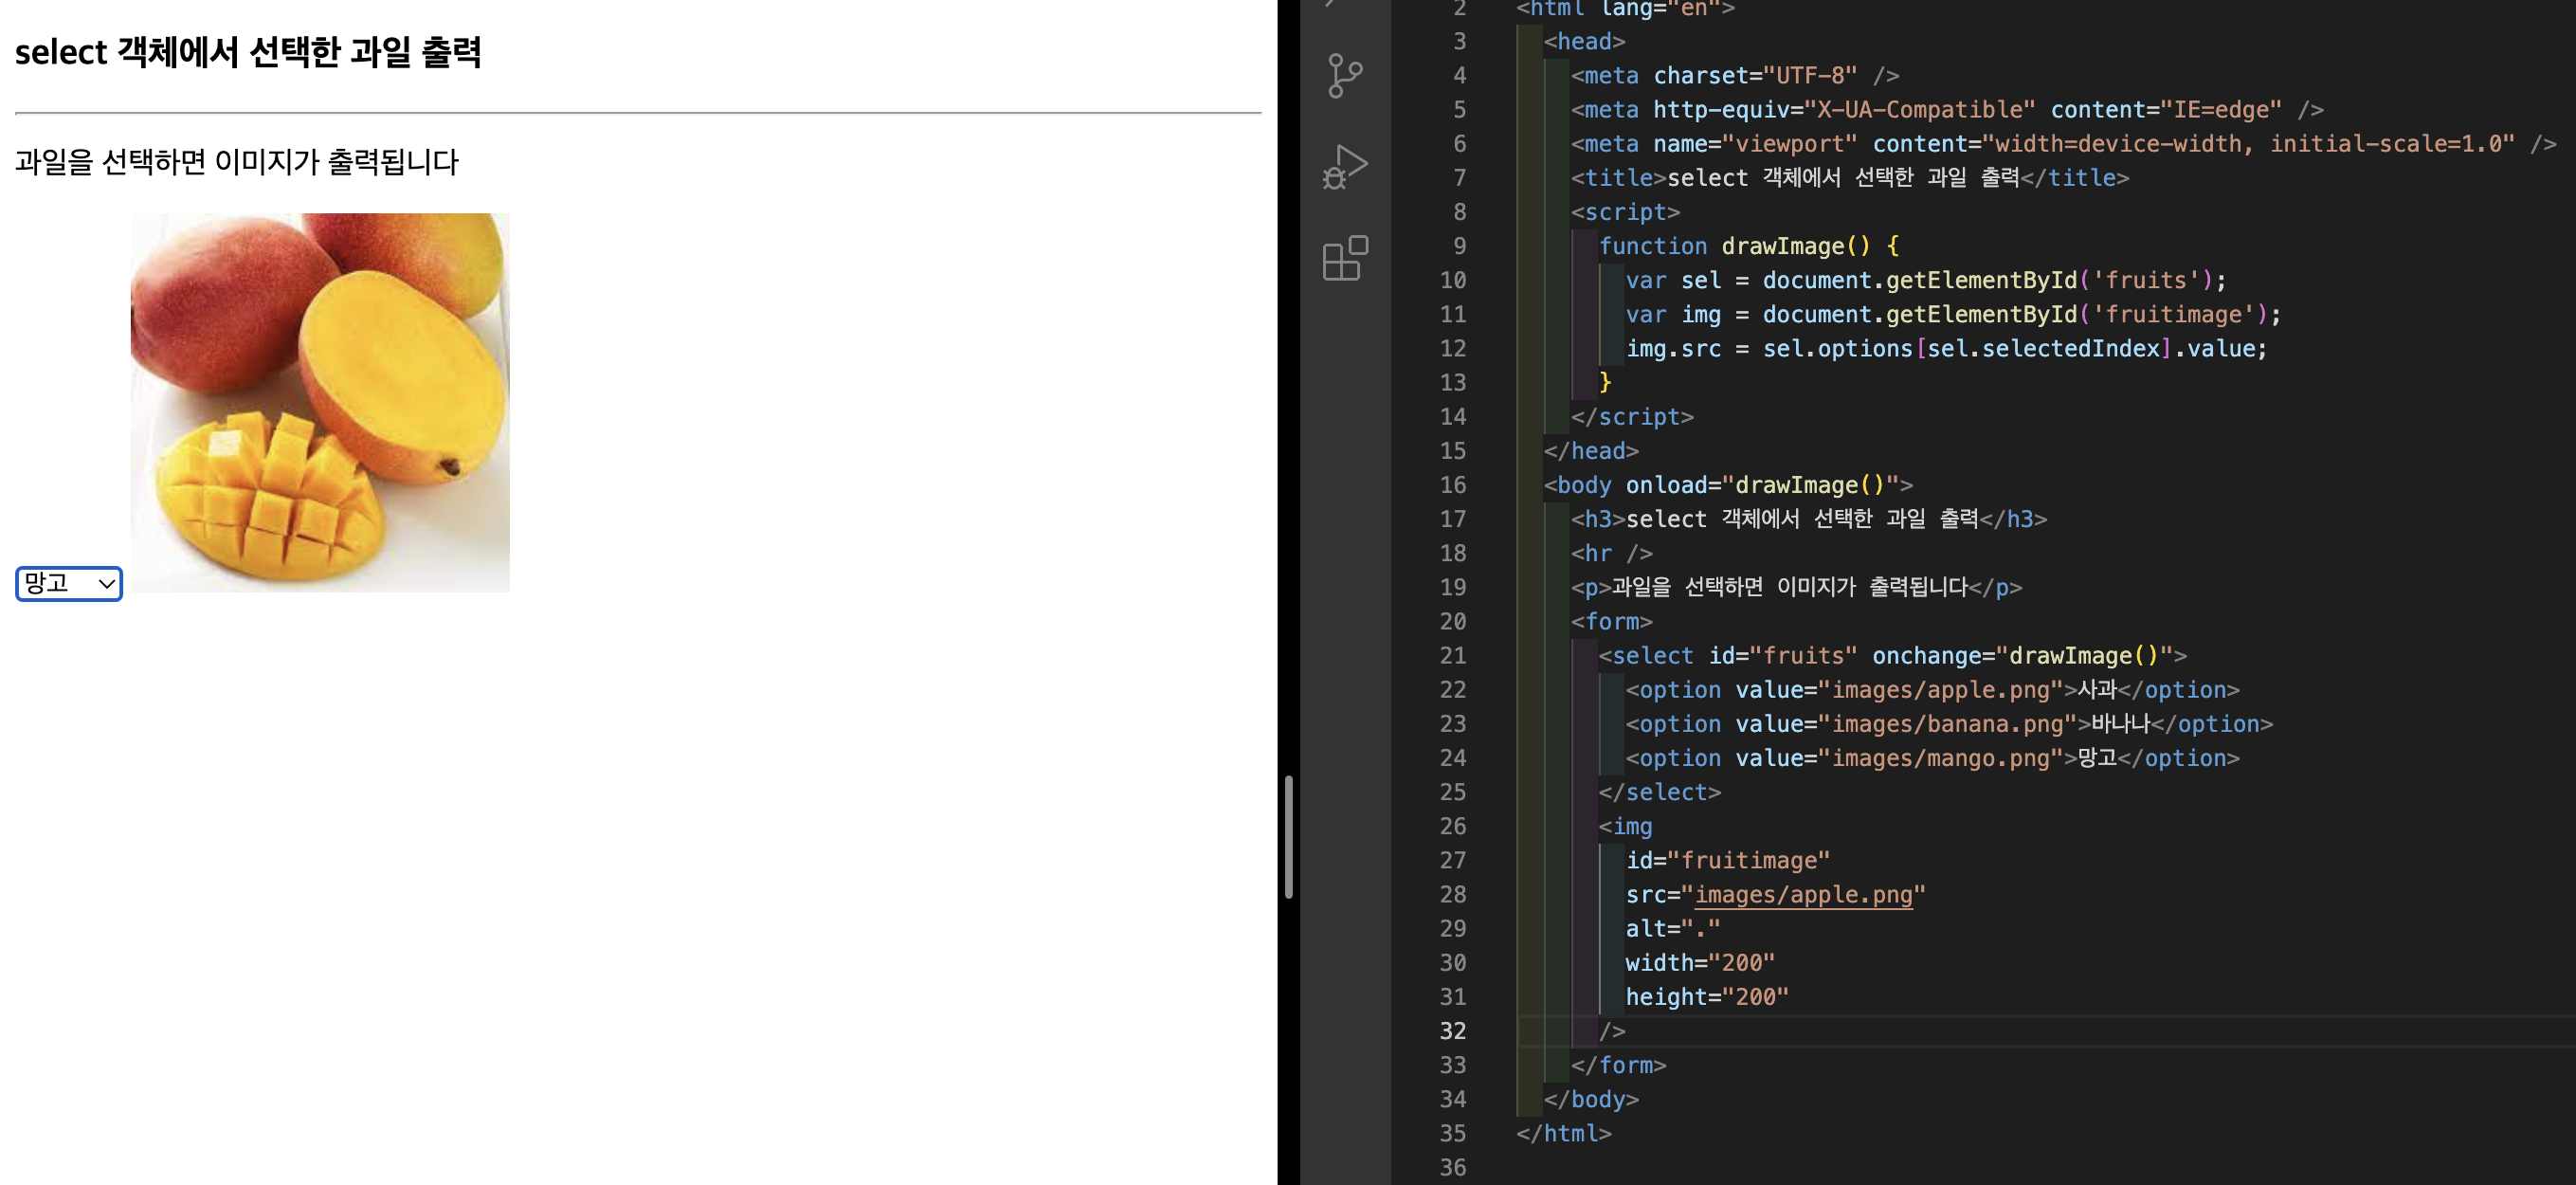 select 객체에서 선택한 과일 출력
과일을 선택하면 이미지가 출력됩니다
망고
2 <html lang="en">
3 <head>
4 <meta charset="UTF-8" />
5 <meta http-equiv="X-UA-Compatible" content="IE=edge" />
6 <meta name="viewport" content="width=device-width, initial-scale=1.0" />
7 <title>select 객체에서 선택한 과일 출력</title>
8 <script>
9 function drawImage() {
10 var sel = document.getElementById('fruits');
11 var img = document.getElementById('fruitimage');
12 img.src = sel.options[sel.selectedIndex].value;
13 }
14 </script>
15 </head>
16 <body onload="drawImage()">
17 <h3>select 객체에서 선택한 과일 출력</h3>
18 <hr />
19 <p>과일을 선택하면 이미지가 출력됩니다</p>
20 <form>
21 <select id="fruits" onchange="drawImage()">
22 <option value="images/apple.png">사과</option>
23 <option value="images/banana.png">바나나</option>
24 <option value="images/mango.png">망고</option>
25 </select>
26 <img
27 id="fruitimage"
28 src="images/apple.png"
29 alt="."
30 width="200"
31 height="200"
32 />
33 </form>
34 </body>
35 </html>
36